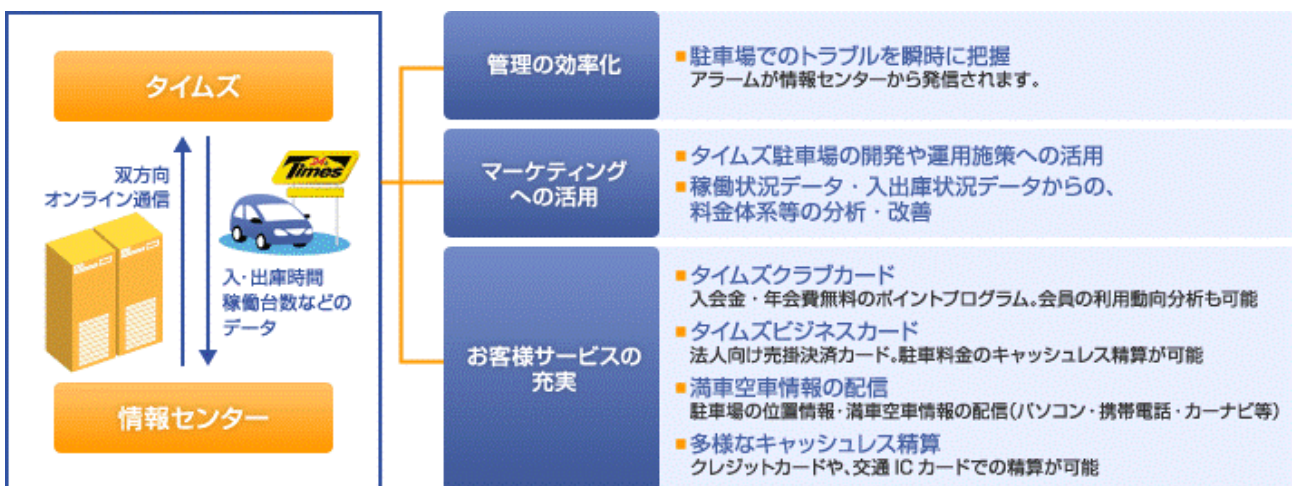 タイムズ
双方向
オンライン通信
24h
Times
入・出庫時間
稼働台数などの
データ
情報センター
管理の効率化
■駐車場でのトラブルを瞬時に把握
アラームが情報センターから発信されます。
マーケティング
への活用
■タイムズ駐車場の開発や運用施策への活用
■稼働状況データ・入出庫状況データからの、
料金体系等の分析・改善
お客様サービスの
充実
■タイムズクラブカード
入会金・年会費無料のポイントプログラム。会員の利用動向分析も可能
■タイムズビジネスカード
法人向け売掛決済カード。駐車料金のキャッシュレス精算が可能
■満車空車情報の配信
駐車場の位置情報・満車空車情報の配信(パソコン・携帯電話・カーナビ等)
■多様なキャッシュレス精算
クレジットカードや、交通ICカードでの精算が可能